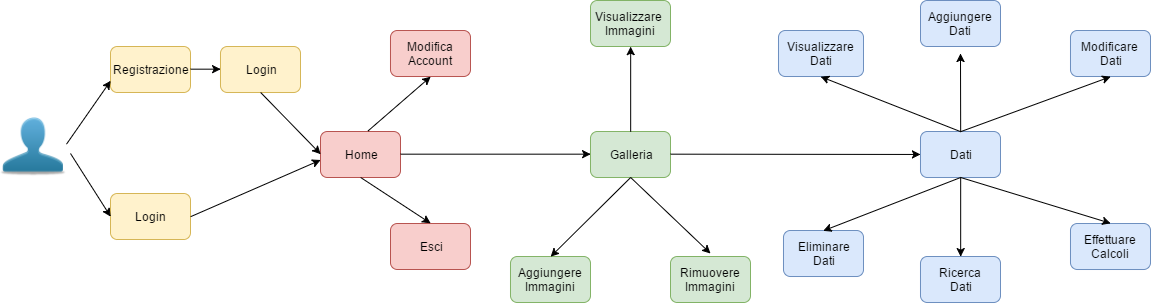 Registrazione
Login
Login
Home
Modifica
Account
Esci
Visualizzare
Immagini
Galleria
Aggiungere
Immagini
Rimuovere
Immagini
Visualizzare
Dati
Aggiungere
Dati
Modificare
Dati
Dati
Eliminare
Dati
Ricerca
Dati
Effettuare
Calcoli